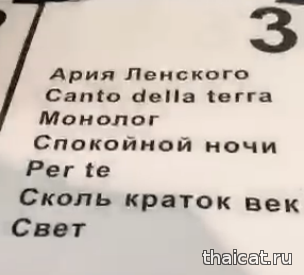 3
Ария Ленского
Canto della terra
Монолог
Спокойной ночи
Per te
Сколь краток век
Свет
thaicat.ru